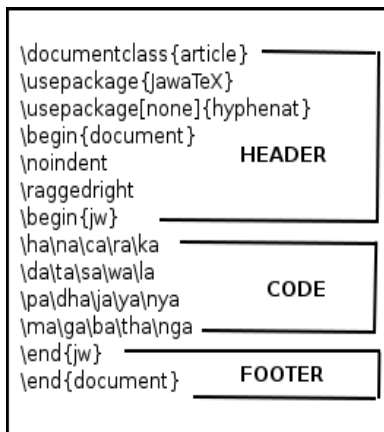 \documentclass{article}
\usepackage{JawaTeX}
\usepackage[none]{hyphenat}
\begin{document}
\noindent
HEADER
\raggedright
\begin{jw}
\ha\na\ca\ra\ka
\da\ta\sa\wa\la
CODE
\pa\dha\ja\ya\nya
\ma\ga\ba\tha\nga
\end{jw}
FOOTER
\end{document}